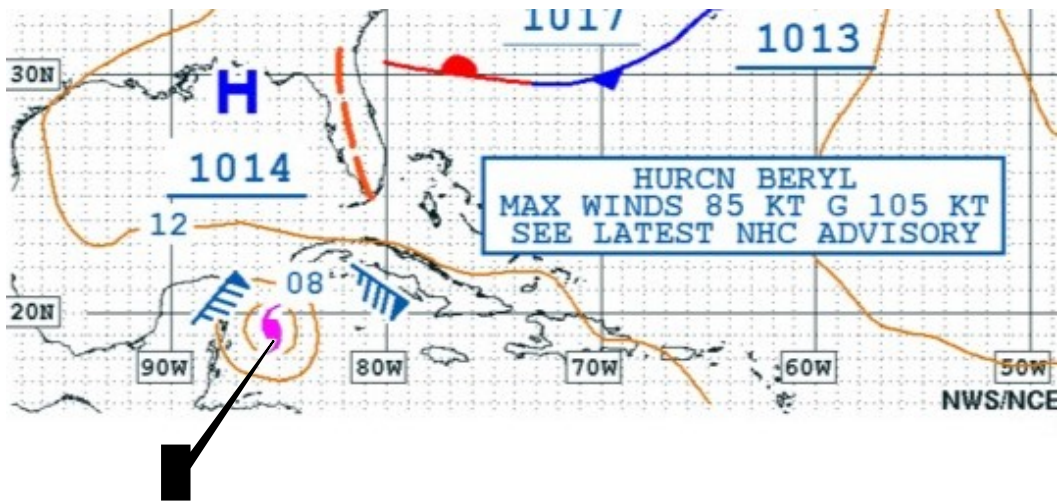 1017
1013
30N
H
1014
HURCN BERYL
MAX WINDS 85 KT G 105 KT
SEE LATEST NHC ADVISORY
12
08
20N
90W
80W
70W
60W
50W
NWS/NCE